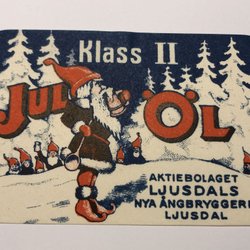 Klass II
JUL ÖL
AKTIEBOLAGET
LJUSDALS
NYA ÅNGBRYGGERI
LJUSDAL